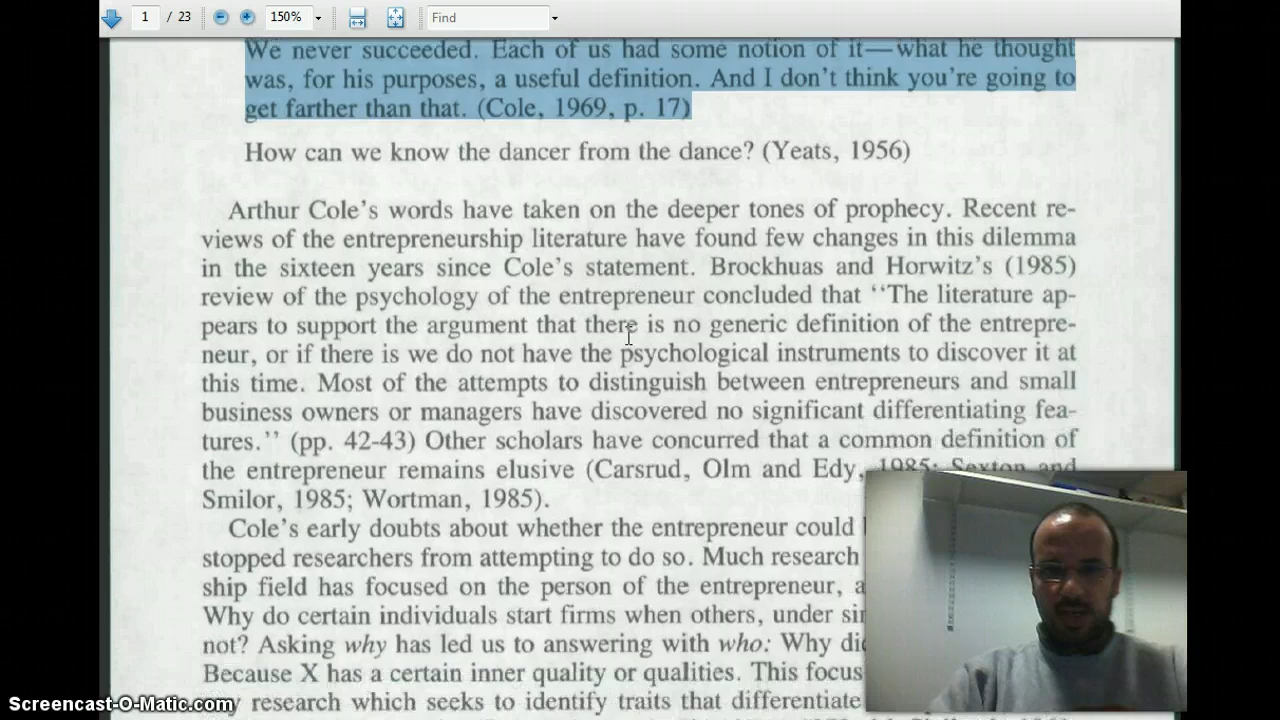 1 / 23 150% Find
We never succeeded. Each of us had some notion of it—what he thought
was, for his purposes, a useful definition. And I don't think you're going to
get farther than that. (Cole, 1969, p. 17)
How can we know the dancer from the dance? (Yeats, 1956)
Arthur Cole's words have taken on the deeper tones of prophecy. Recent re-
views of the entrepreneurship literature have found few changes in this dilemma
in the sixteen years since Cole's statement. Brockhuas and Horwitz's (1985)
review of the psychology of the entrepreneur concluded that ‘‘The literature ap-
pears to support the argument that there is no generic definition of the entrepre-
neur, or if there is we do not have the psychological instruments to discover it at
this time. Most of the attempts to distinguish between entrepreneurs and small
business owners or managers have discovered no significant differentiating fea-
tures.’’ (pp. 42-43) Other scholars have concurred that a common definition of
the entrepreneur remains elusive (Carsrud, Olm and Edy, 1985; Sexton and
Smilor, 1985; Wortman, 1985).
Cole's early doubts about whether the entrepreneur could
stopped researchers from attempting to do so. Much research
ship field has focused on the person of the entrepreneur,
Why do certain individuals start firms when others, under
not? Asking why has led us to answering with who: Why
Because X has a certain inner quality or qualities. This focus
research which seeks to identify traits that differentiate
Screencast-O-Matic.com